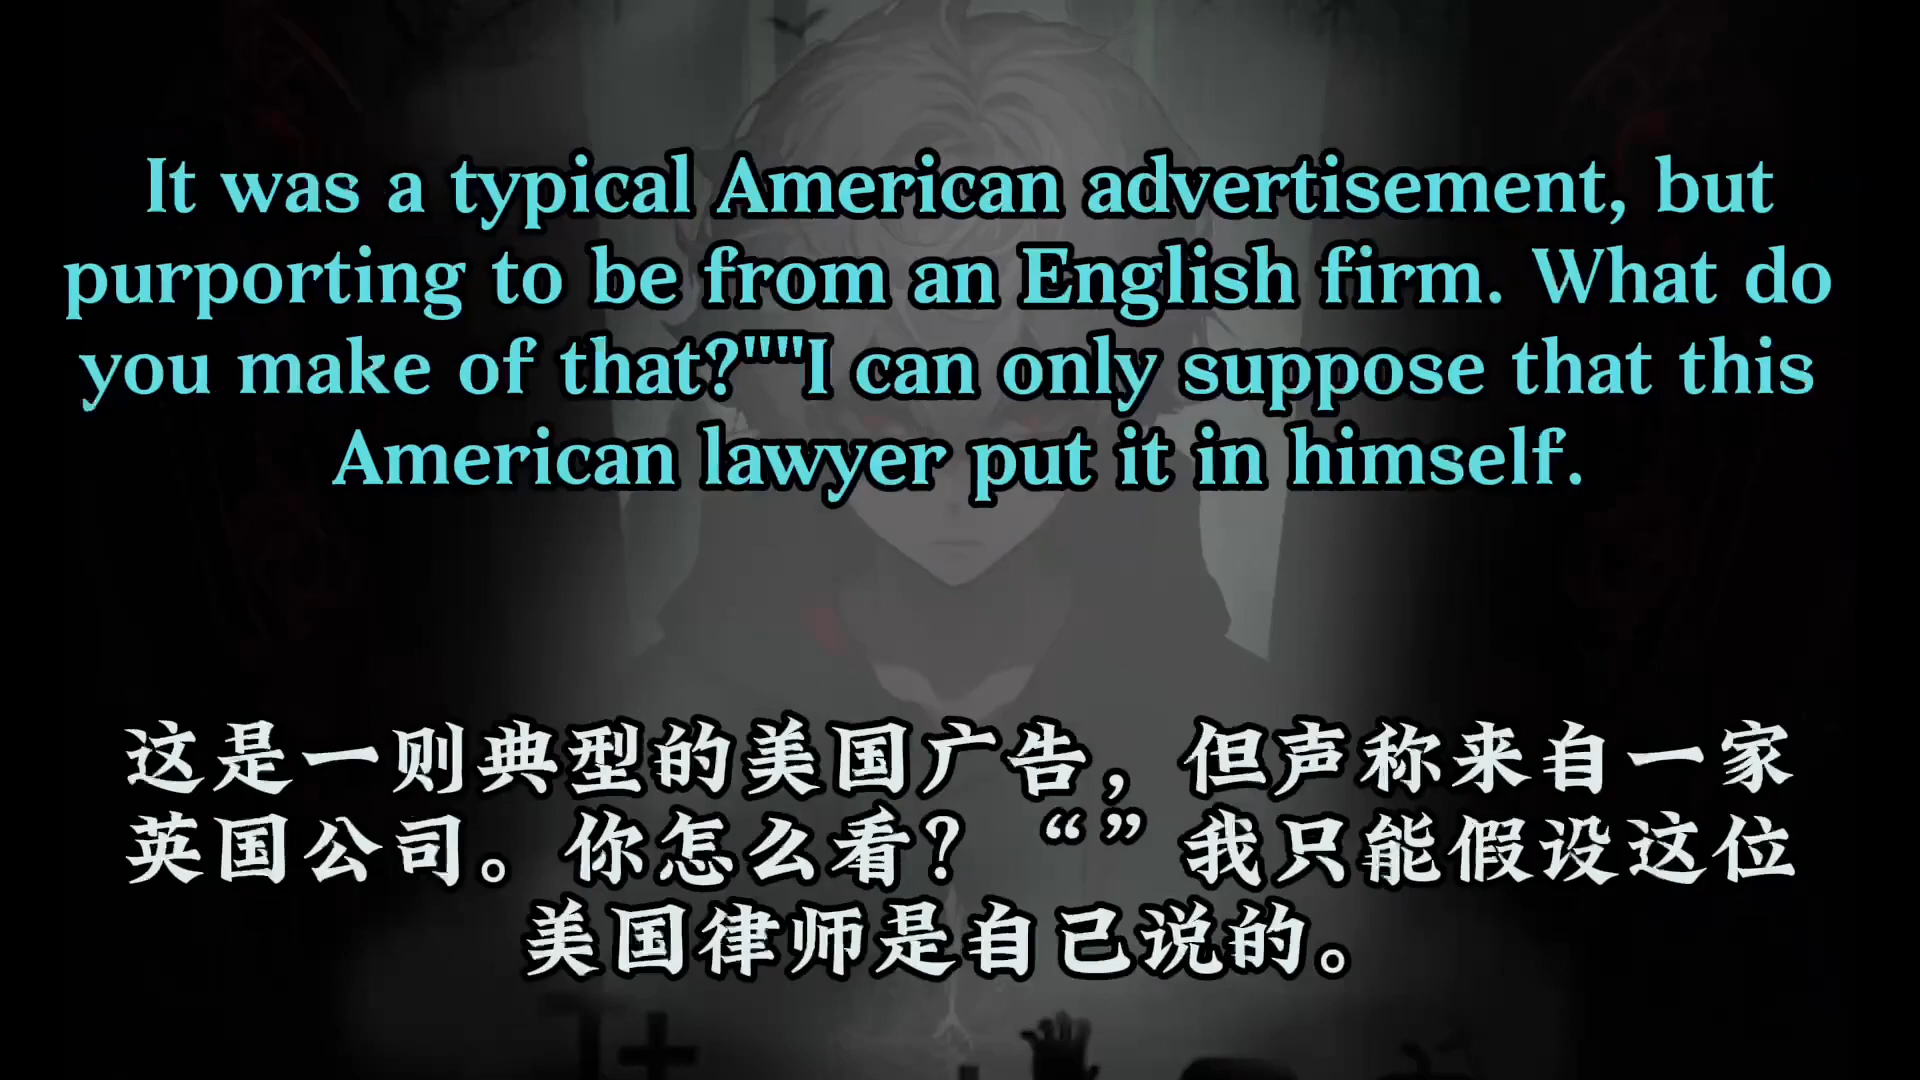 It was a typical American advertisement, but
purporting to be from an English firm. What do
you make of that?""I can only suppose that this
American lawyer put it in himself.
这是一则典型的美国广告，但声称来自一家
英国公司。你怎么看？“”我只能假设这位
美国律师是自己说的。